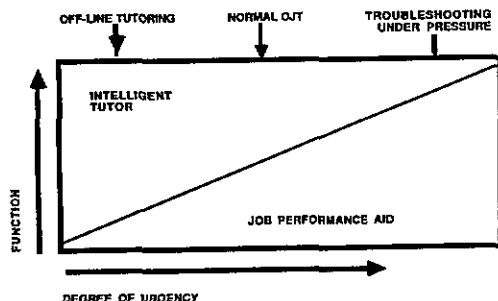 OFF-LINE TUTORING NORMAL OJT TROUBLESHOOTING
UNDER PRESSURE
INTELLIGENT
TUTOR
FUNCTION
JOB PERFORMANCE AID
DEGREE OF URGENCY